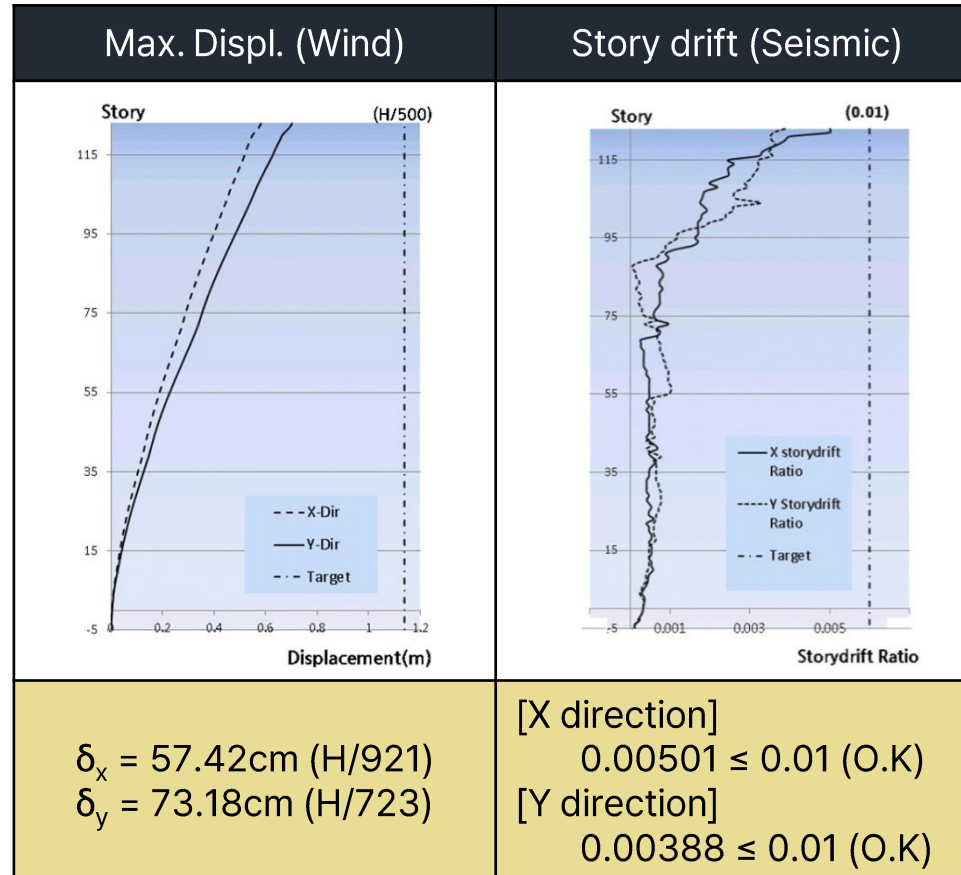 Max. Displ. (Wind)
Story drift (Seismic)
Story
(H/500)
115
95
75
55
35
15
-5
0
0.2
0.4
0.6
0.8
1
1.2
X-Dir
Y-Dir
Target
Displacement(m)
Story
(0.01)
115
95
75
55
35
15
-5
0.001
0.003
0.005
X storydrift
Ratio
Y Storydrift
Ratio
Target
Storydrift Ratio
δx = 57.42cm (H/921)
δy = 73.18cm (H/723)
[X direction]
0.00501 ≤ 0.01 (O.K)
[Y direction]
0.00388 ≤ 0.01 (O.K)